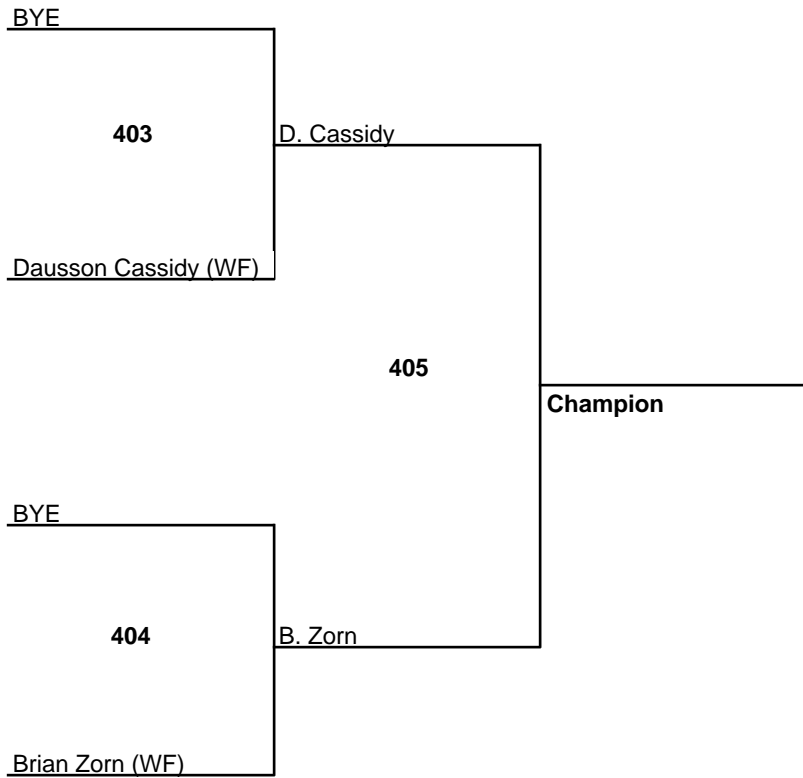 BYE
403
D. Cassidy
Dausson Cassidy (WF)
405
Champion
BYE
404
B. Zorn
Brian Zorn (WF)